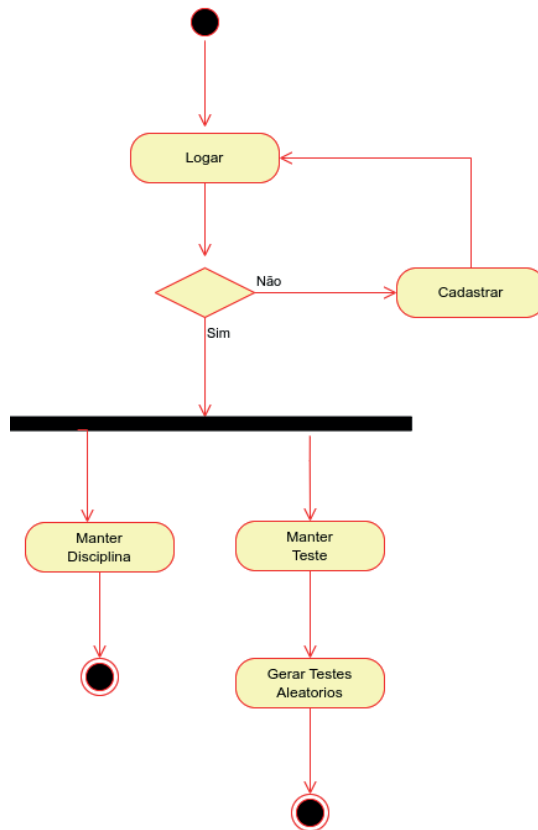 Logar
Não
Cadastrar
Sim
Manter
Disciplina
Manter
Teste
Gerar Testes
Aleatorios